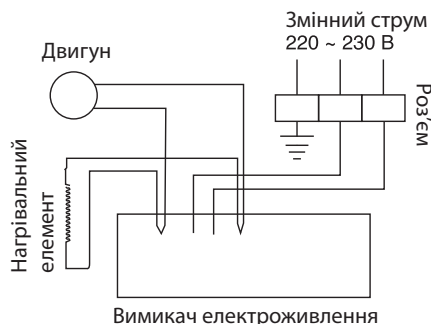 Змінний струм
220 ~ 230 В
Двигун
Роз’єм
Нагрівальний
елемент
Вимикач електроживлення